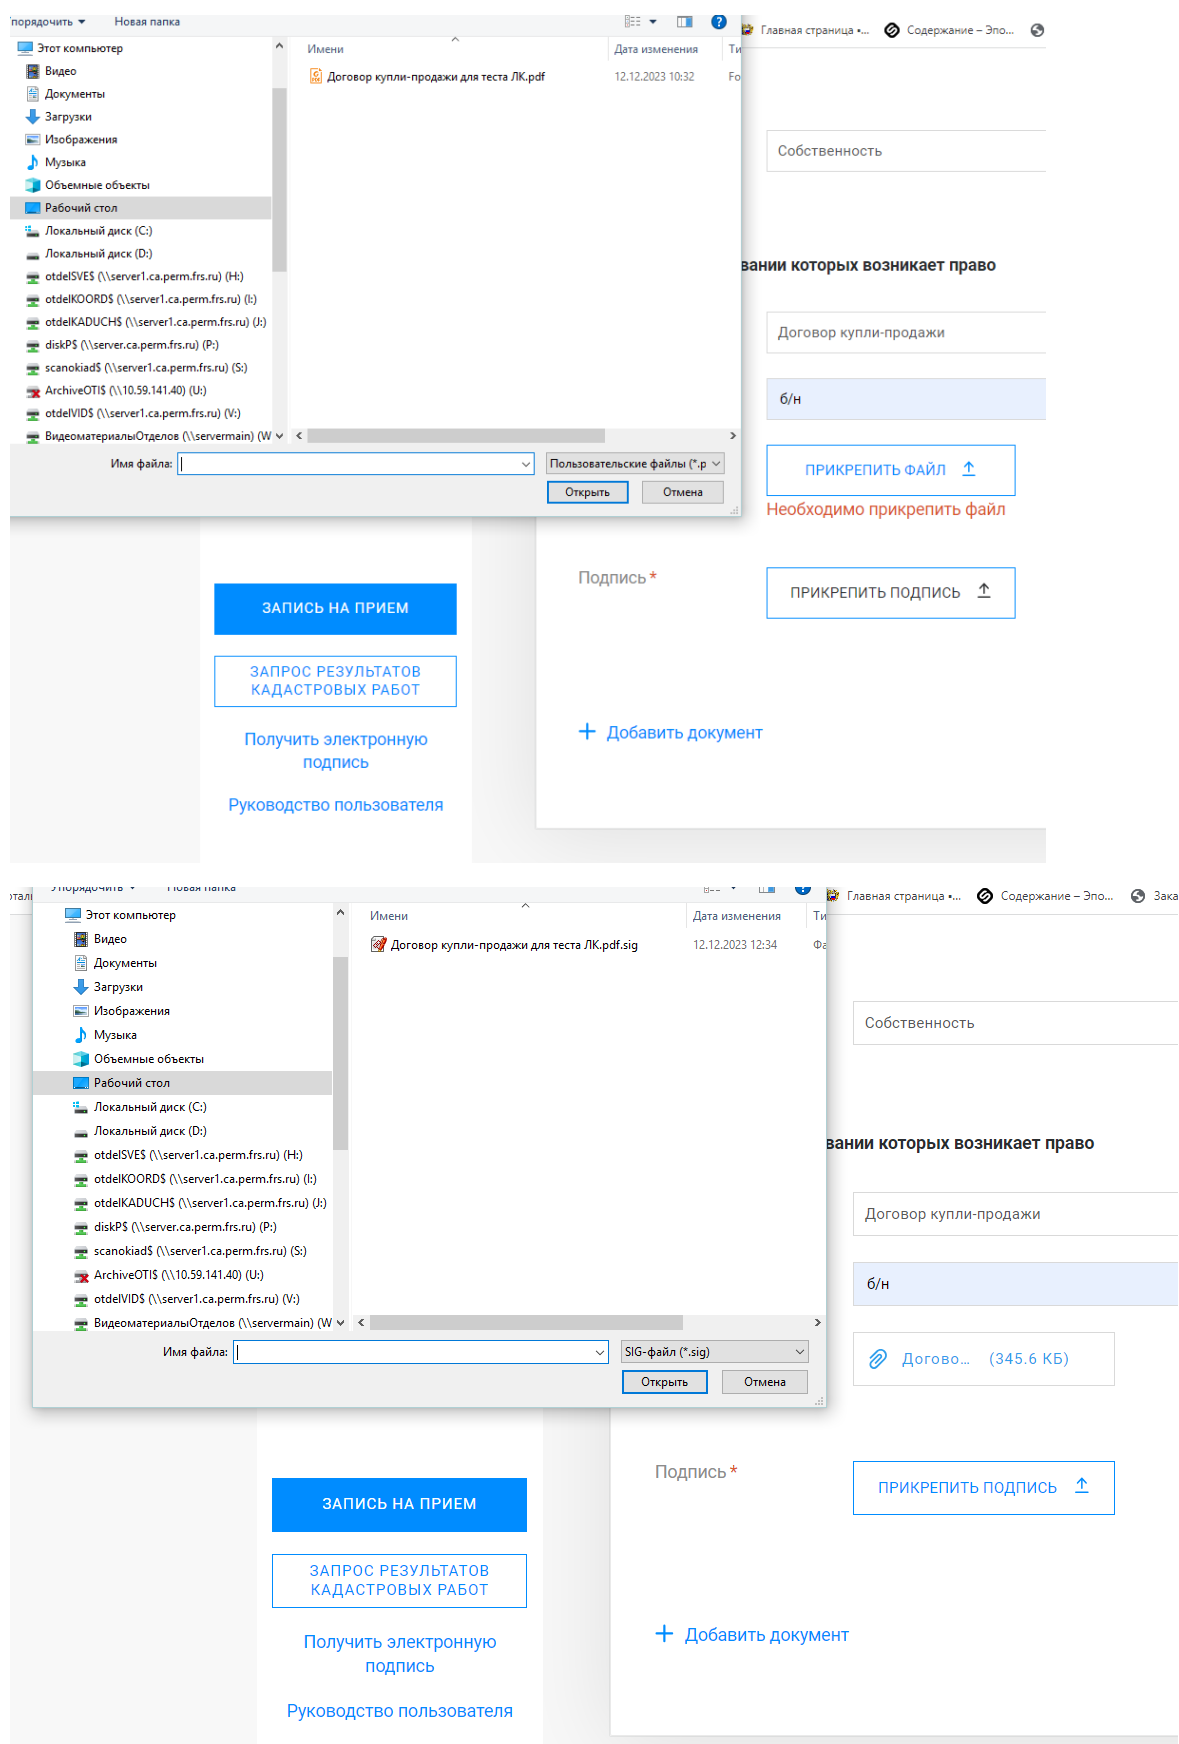 порядочить Новая папка
Главная страница •... Содержание – Эпо...
Этот компьютер
Имени Дата изменения Ти
Видео
Договор купли-продажи для теста ЛК.pdf 12.12.2023 10:32 Fo
Документы
Загрузки
Изображения
Музыка
Объемные объекты
Рабочий стол
Локальный диск (C:)
Локальный диск (D:)
otdelSVE$ (\\server1.ca.perm.frs.ru) (H:)
otdelKOORD$ (\\server1.ca.perm.frs.ru) (I:)
otdelKADUCH$ (\\server1.ca.perm.frs.ru) (J:)
diskP$ (\\server.ca.perm.frs.ru) (P:)
scanokiad$ (\\server1.ca.perm.frs.ru) (S:)
ArchiveOTI$ (\\10.59.141.40) (U:)
otdelVID$ (\\server1.ca.perm.frs.ru) (V:)
ВидеоматериалыОтделов (\\servermain) (W
Имя файла: Пользовательские файлы (*.p
Открыть Отмена
Собственность
вании которых возникает право
Договор купли-продажи
б/н
ПРИКРЕПИТЬ ФАЙЛ
Необходимо прикрепить файл
Подпись *
ПРИКРЕПИТЬ ПОДПИСЬ
ЗАПИСЬ НА ПРИЕМ
ЗАПРОС РЕЗУЛЬТАТОВ
КАДАСТРОВЫХ РАБОТ
Получить электронную
подпись
Руководство пользователя
+ Добавить документ
Упорядочить Новая папка
отали
Главная страница •... Содержание – Эпо... Зака
Этот компьютер
Имени Дата изменения Ти
Видео
Договор купли-продажи для теста ЛК.pdf.sig 12.12.2023 12:34 Фа
Документы
Загрузки
Изображения
Музыка
Объемные объекты
Рабочий стол
Локальный диск (C:)
Локальный диск (D:)
otdelSVE$ (\\server1.ca.perm.frs.ru) (H:)
otdelKOORD$ (\\server1.ca.perm.frs.ru) (I:)
otdelKADUCH$ (\\server1.ca.perm.frs.ru) (J:)
diskP$ (\\server.ca.perm.frs.ru) (P:)
scanokiad$ (\\server1.ca.perm.frs.ru) (S:)
ArchiveOTI$ (\\10.59.141.40) (U:)
otdelVID$ (\\server1.ca.perm.frs.ru) (V:)
ВидеоматериалыОтделов (\\servermain) (W
Имя файла: SIG-файл (*.sig)
Открыть Отмена
Собственность
вании которых возникает право
Договор купли-продажи
б/н
Догово... (345.6 КБ)
Подпись *
ПРИКРЕПИТЬ ПОДПИСЬ
ЗАПИСЬ НА ПРИЕМ
ЗАПРОС РЕЗУЛЬТАТОВ
КАДАСТРОВЫХ РАБОТ
Получить электронную
подпись
Руководство пользователя
+ Добавить документ